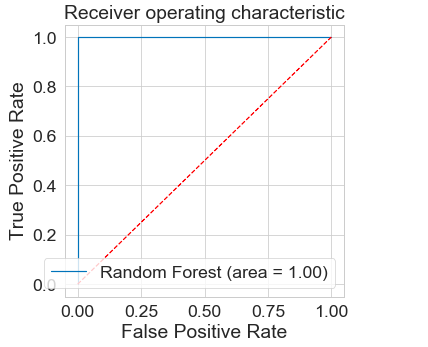 Receiver operating characteristic
1.0
0.8
0.6
0.4
0.2
0.0
True Positive Rate
Random Forest (area = 1.00)
0.00 0.25 0.50 0.75 1.00
False Positive Rate